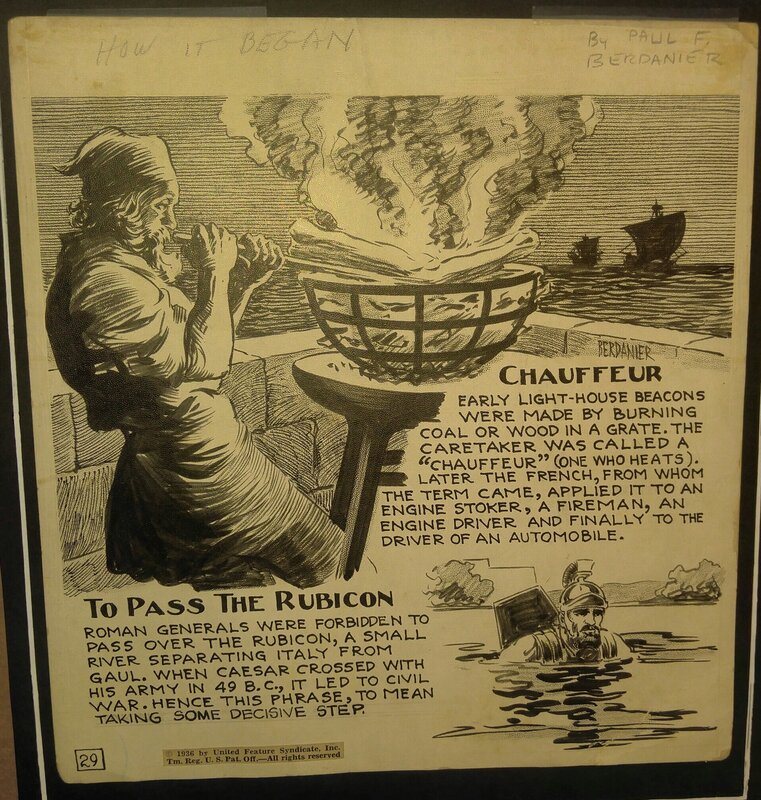 HOW IT BEGAN
By PAUL F.
BERDANIER
BERDANIER
CHAUFFEUR
EARLY LIGHT-HOUSE BEACONS
WERE MADE BY BURNING
COAL OR WOOD IN A GRATE. THE
CARETAKER WAS CALLED A
"CHAUFFEUR" (ONE WHO HEATS).
LATER THE FRENCH, FROM WHOM
THE TERM CAME, APPLIED IT TO AN
ENGINE STOKER, A FIREMAN, AN
ENGINE DRIVER AND FINALLY TO THE
DRIVER OF AN AUTOMOBILE.
TO PASS THE RUBICON
ROMAN GENERALS WERE FORBIDDEN TO
PASS OVER THE RUBICON, A SMALL
RIVER SEPARATING ITALY FROM
GAUL. WHEN CAESAR CROSSED WITH
HIS ARMY IN 49 B.C., IT LED TO CIVIL
WAR. HENCE THIS PHRASE, TO MEAN
TAKING SOME DECISIVE STEP.
29
© 1936 by United Feature Syndicate, Inc.
Tm. Reg. U. S. Pat. Off.—All rights reserved